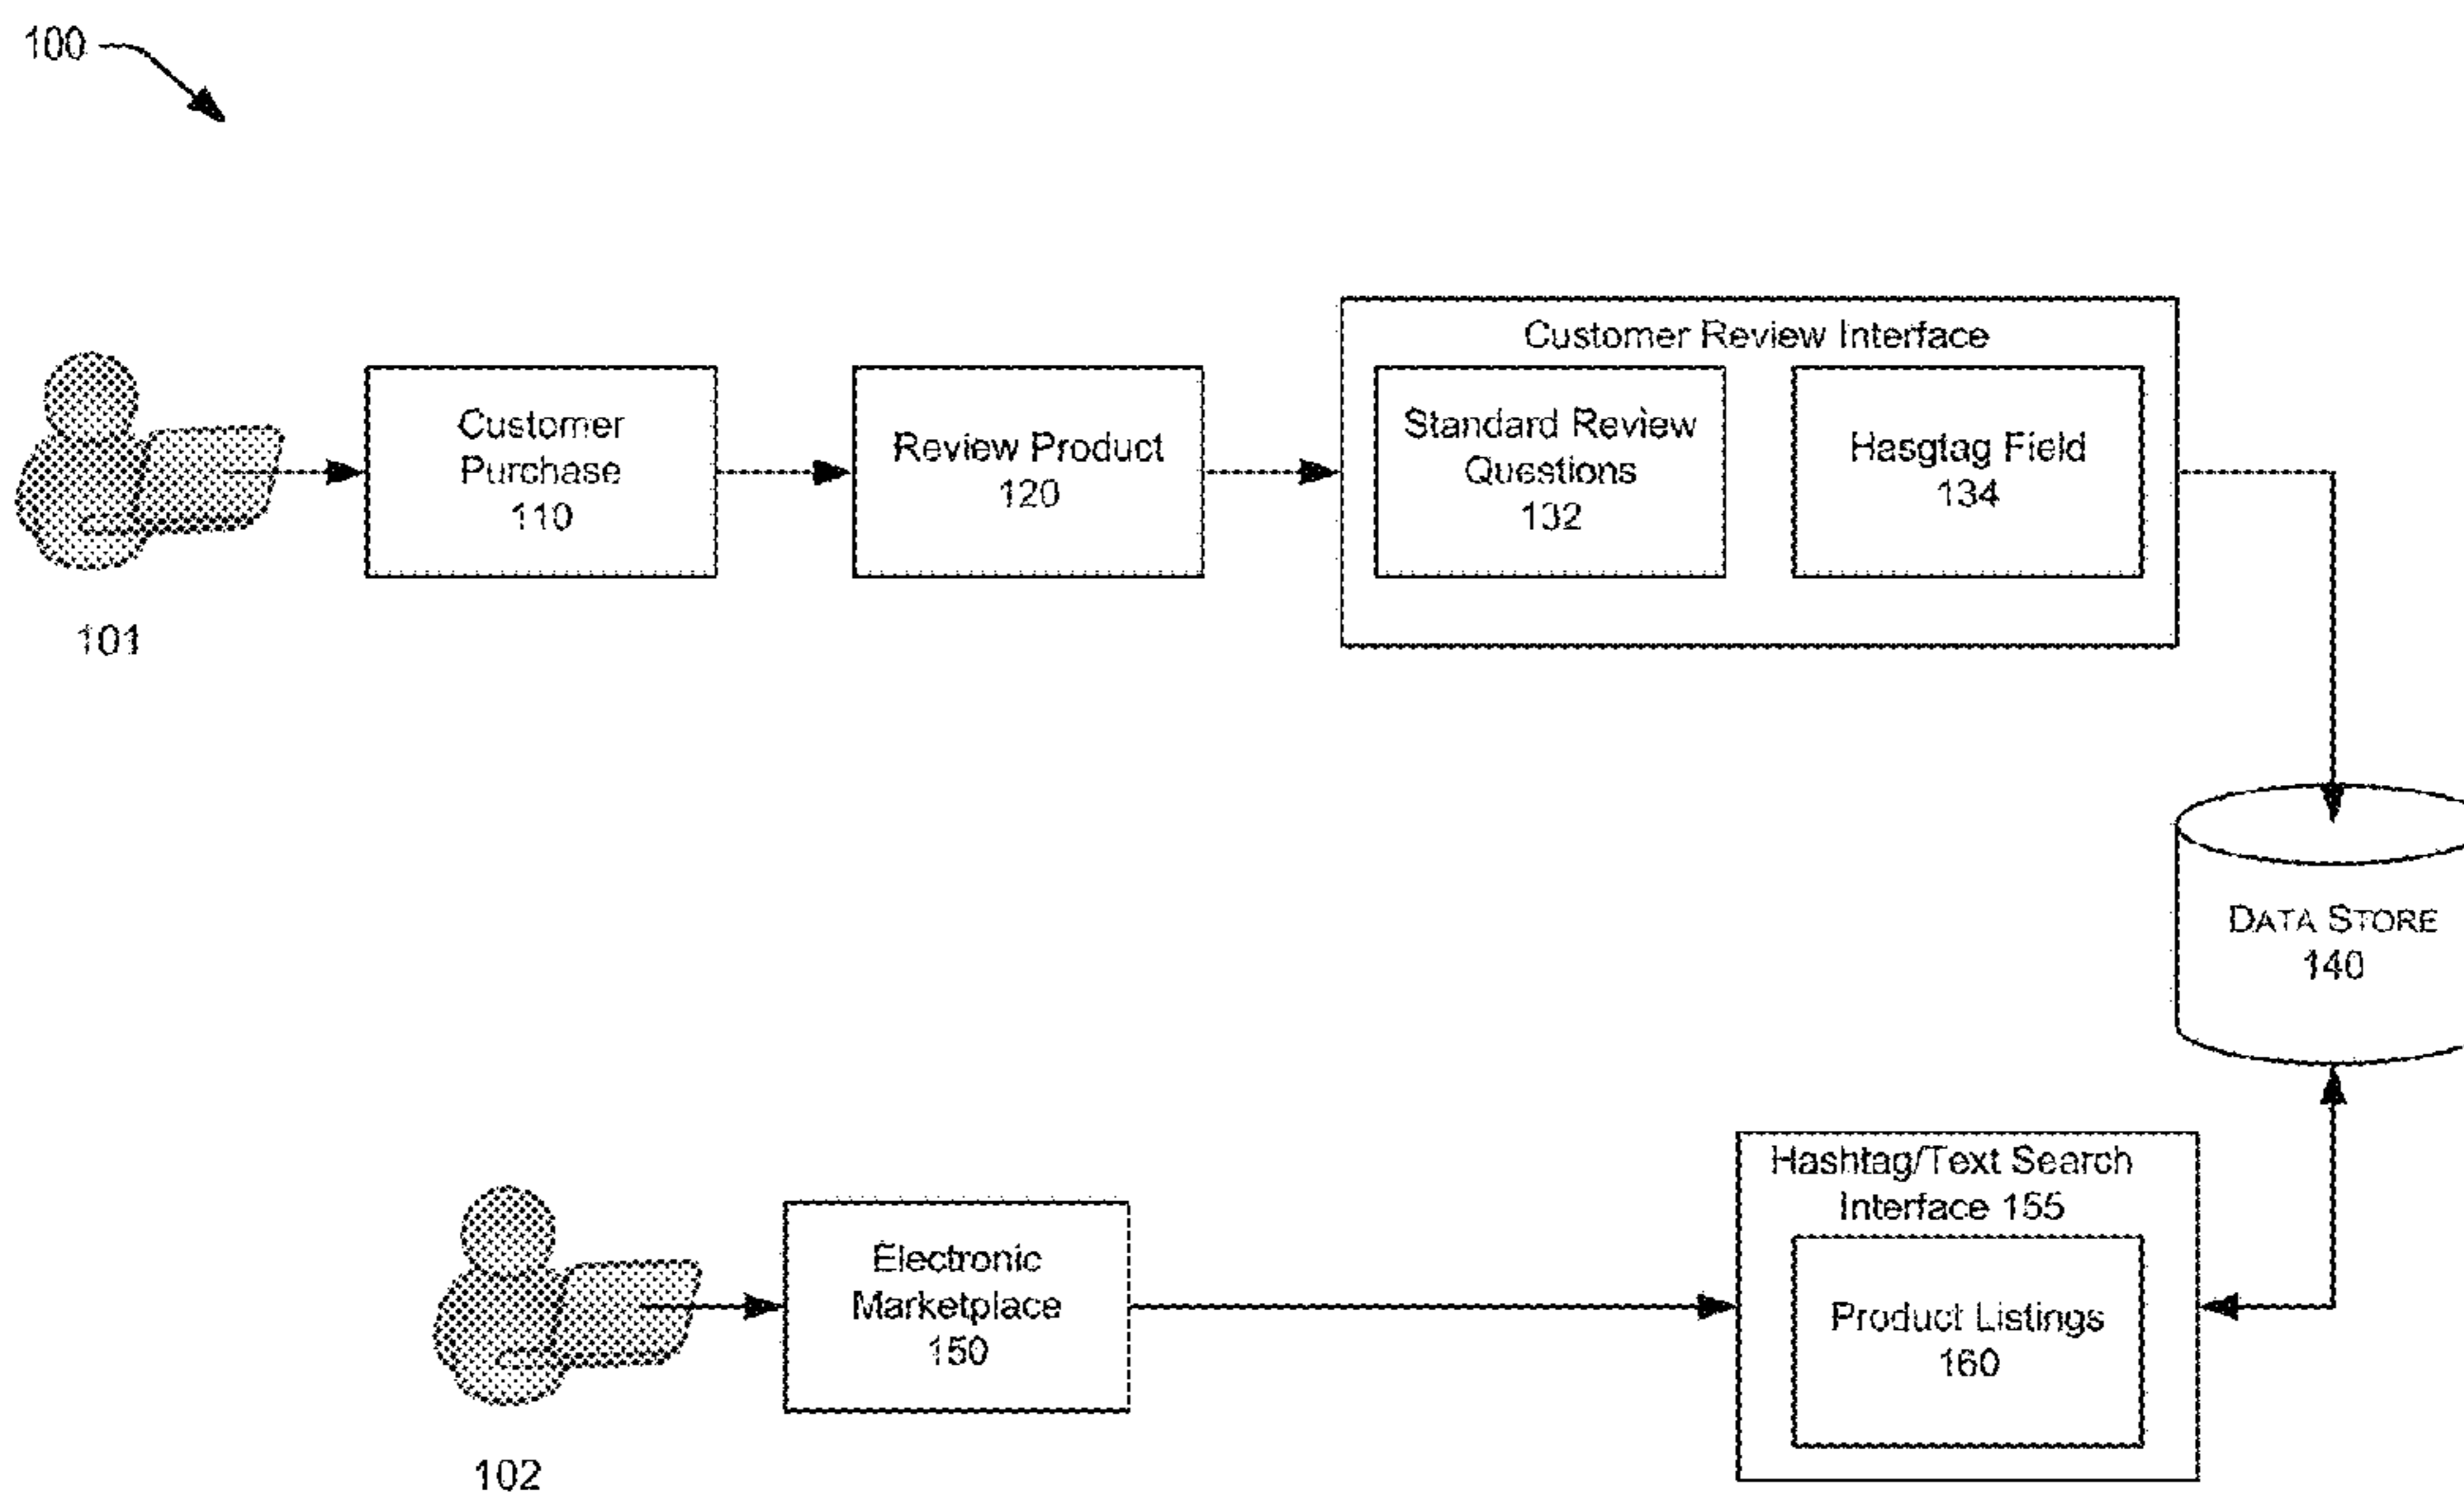 100
Customer Review Interface
Customer
Purchase
110
Review Product
120
Standard Review
Questions
132
Hasgtag Field
134
101
DATA STORE
140
Hashtag/Text Search
Interface 155
Electronic
Marketplace
150
Product Listings
160
102